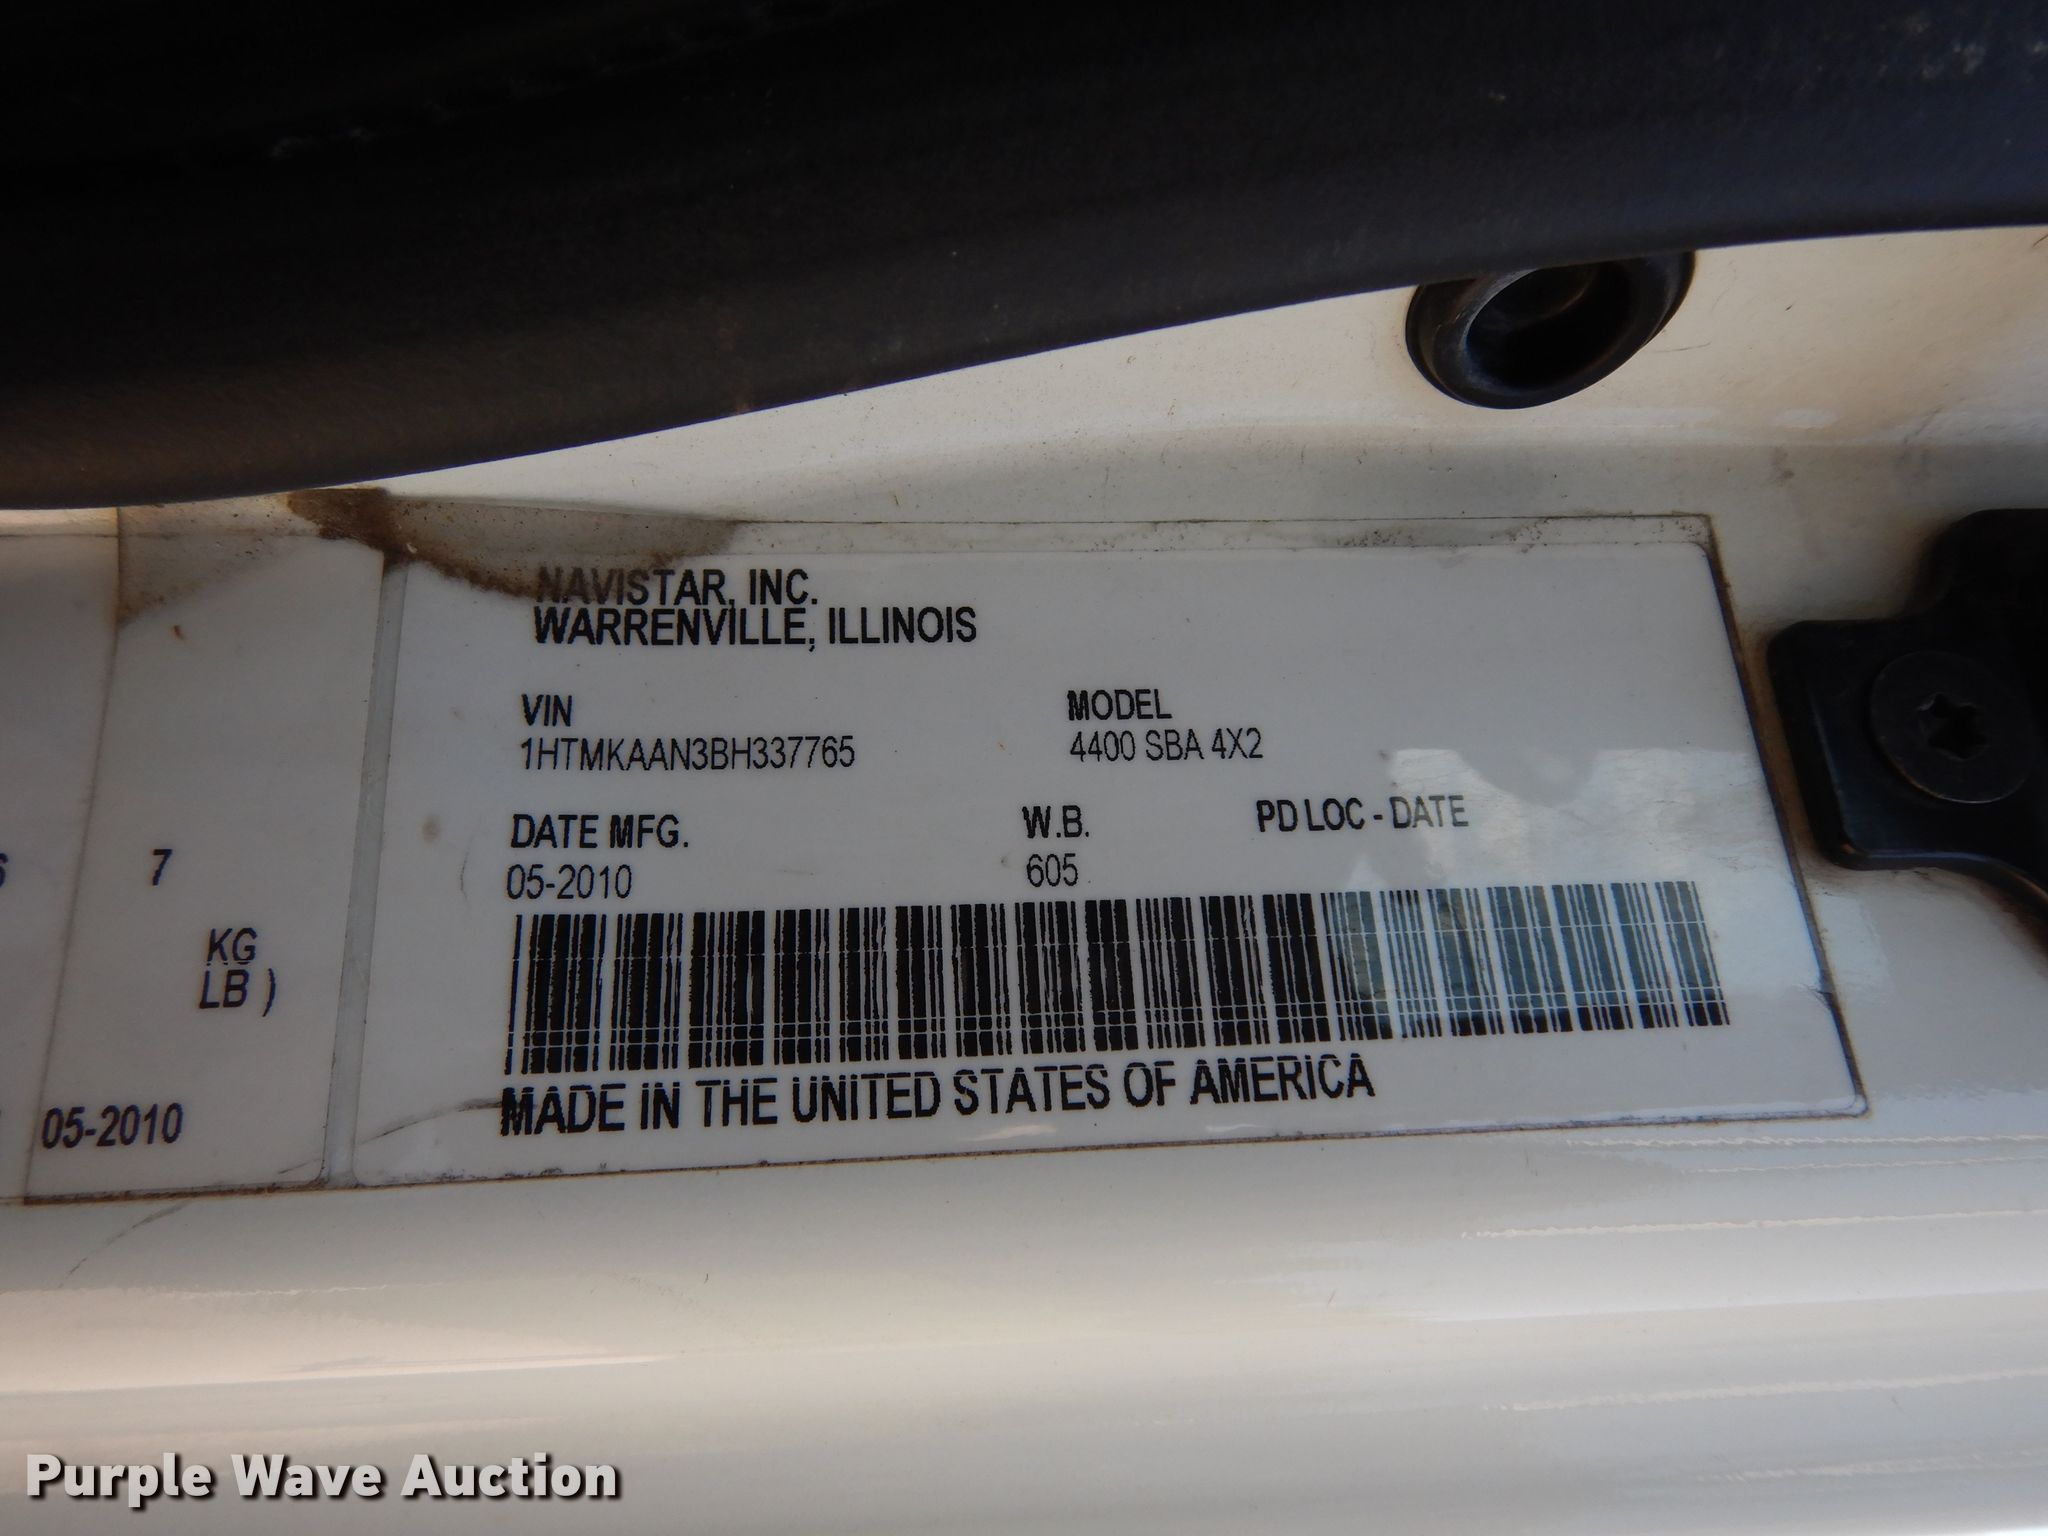 NAVISTAR, INC.
WARRENVILLE, ILLINOIS
VIN MODEL
1HTMKAAN3BH337765 4400 SBA 4X2
DATE MFG. W.B. PD LOC - DATE
05-2010 605
MADE IN THE UNITED STATES OF AMERICA
7
KG
LB )
05-2010
Purple Wave Auction